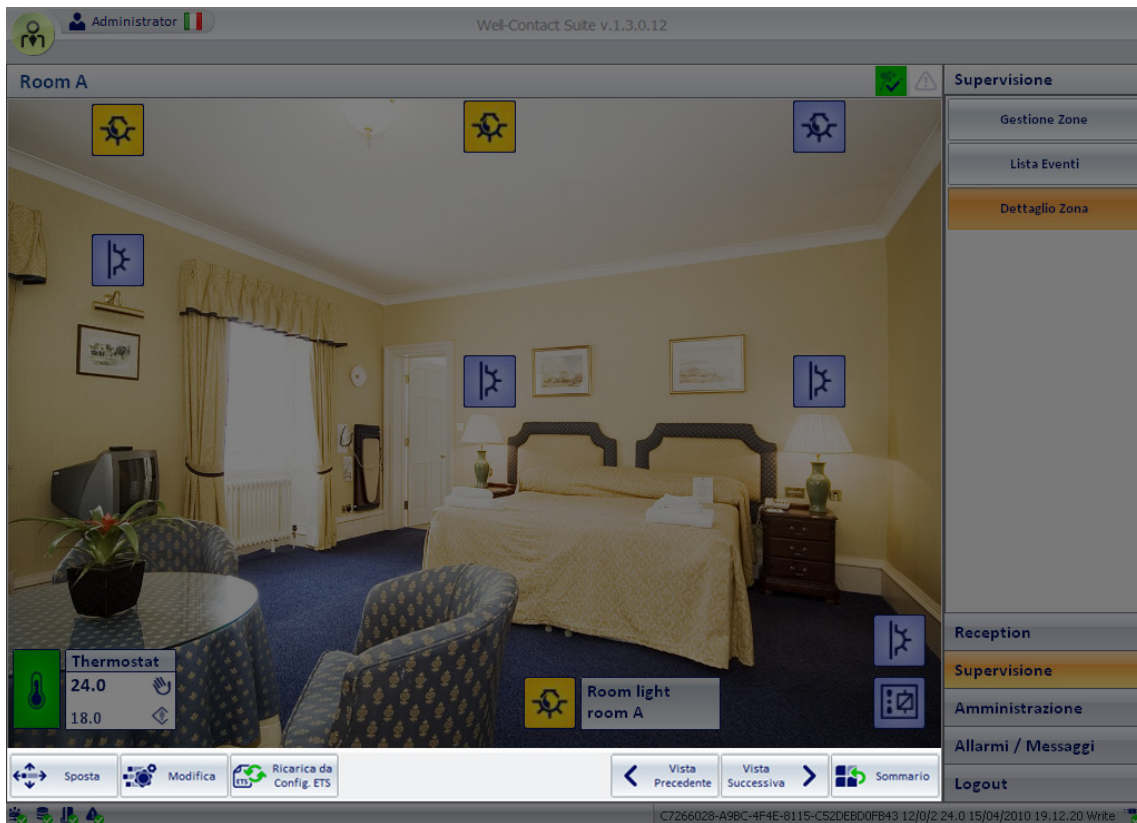 Administrator
Well-Contact Suite v.1.3.0.12
Room A
Supervisione
Gestione Zone
Lista Eventi
Dettaglio Zona
Thermostat
24.0
18.0
Room light
room A
Reception
Supervisione
Amministrazione
Allarmi / Messaggi
Logout
Sposta
Modifica
ETS
Ricarica da
Config. ETS
Vista
Precedente
Vista
Successiva
Sommario
C7266028-A9BC-4F4E-8115-C52DEBD0FB43 12/0/2 24.0 15/04/2010 19.12.20 Write